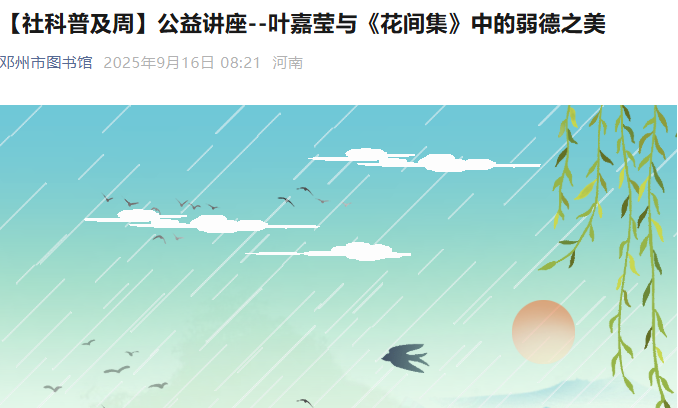 【社科普及周】公益讲座--叶嘉莹与《花间集》中的弱德之美
邓州市图书馆 2025年9月16日 08:21 河南